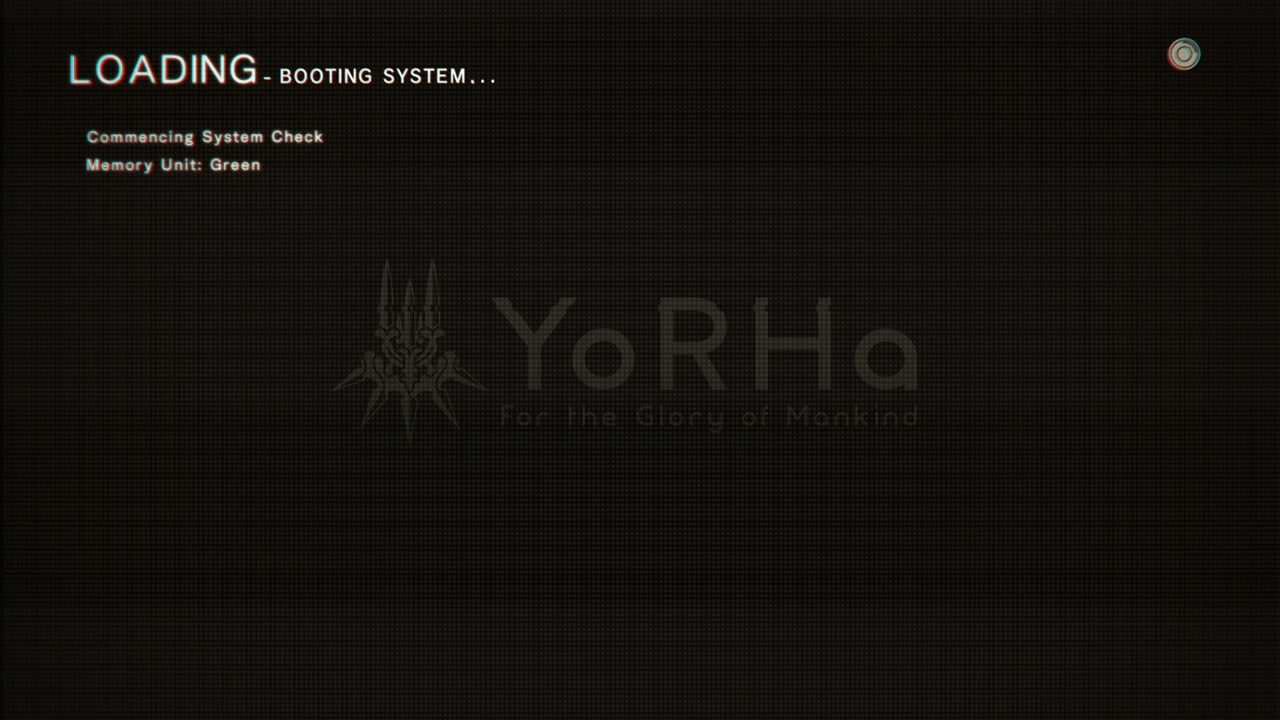 LOADING - BOOTING SYSTEM...
Commencing System Check
Memory Unit: Green
YoRHa
For the Glory of Mankind